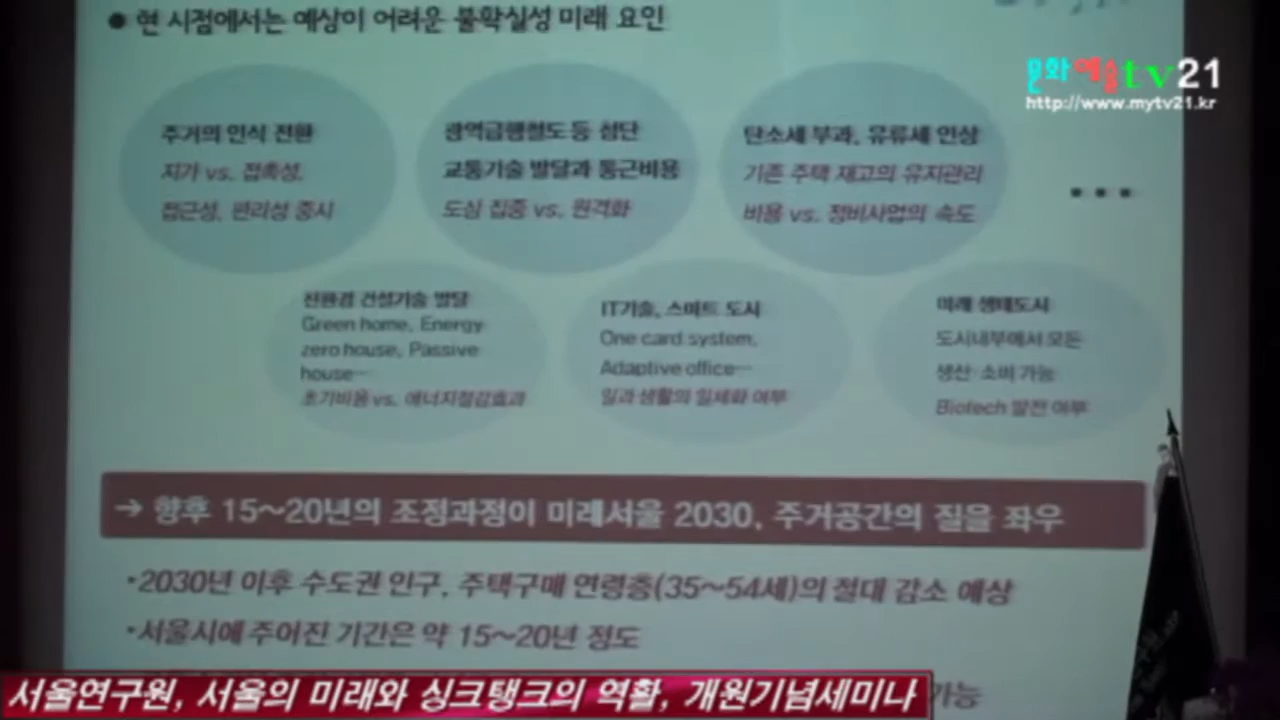 ● 현 시점에서는 예상이 어려운 불확실성 미래 요인
문화예술tv21
http://www.mytv21.kr
주거의 인식 전환
지가 vs. 접촉성,
접근성, 편리성 중시
광역급행철도 등 첨단
교통기술 발달과 통근비용
도심 집중 vs. 원격화
탄소세 부과, 유류세 인상
기존 주택 재고의 유지관리
비용 vs. 정비사업의 속도
...
친환경 건설기술 발달
Green home, Energy
zero house, Passive
house…
초기비용 vs. 에너지절감효과
IT기술, 스마트 도시
One card system,
Adaptive office…
일과 생활의 일체화 여부
미래 생태도시
도시내부에서 모든
생산·소비 가능
Biotech 발전 여부
→ 향후 15~20년의 조정과정이 미래서울 2030, 주거공간의 질을 좌우
•2030년 이후 수도권 인구, 주택구매 연령층(35~54세)의 절대 감소 예상
•서울시에 주어진 기간은 약 15~20년 정도
가능
서울연구원, 서울의 미래와 싱크탱크의 역활, 개원기념세미나